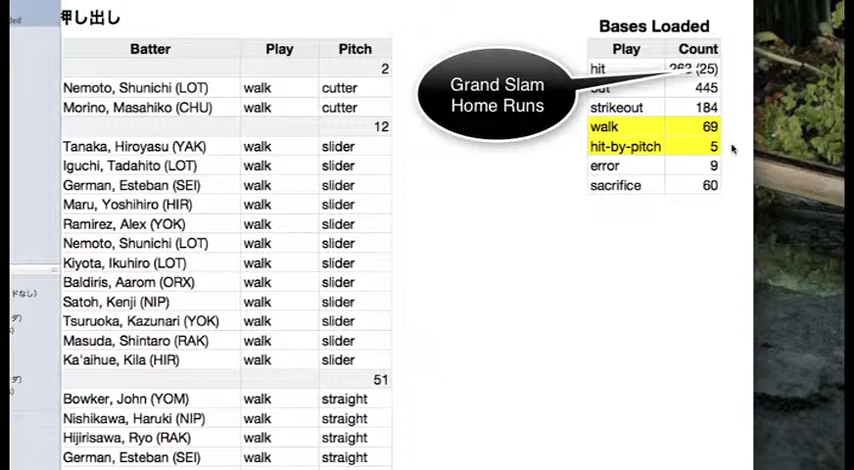 押し出し
Batter Play Pitch
2
Nemoto, Shunichi (LOT) walk cutter
Morino, Masahiko (CHU) walk cutter
12
Tanaka, Hiroyasu (YAK) walk slider
Iguchi, Tadahito (LOT) walk slider
German, Esteban (SEI) walk slider
Maru, Yoshihiro (HIR) walk slider
Ramirez, Alex (YOK) walk slider
Nemoto, Shunichi (LOT) walk slider
Kiyota, Ikuhiro (LOT) walk slider
Baldiris, Aarom (ORX) walk slider
Satoh, Kenji (NIP) walk slider
Tsuruoka, Kazunari (YOK) walk slider
Masuda, Shintaro (RAK) walk slider
Ka'aihue, Kila (HIR) walk slider
51
Bowker, John (YOM) walk straight
Nishikawa, Haruki (NIP) walk straight
Hijirisawa, Ryo (RAK) walk straight
German, Esteban (SEI) walk straight
Grand Slam
Home Runs
Bases Loaded
Play Count
hit (25)
out 445
strikeout 184
walk 69
hit-by-pitch 5
error 9
sacrifice 60
ドなし)